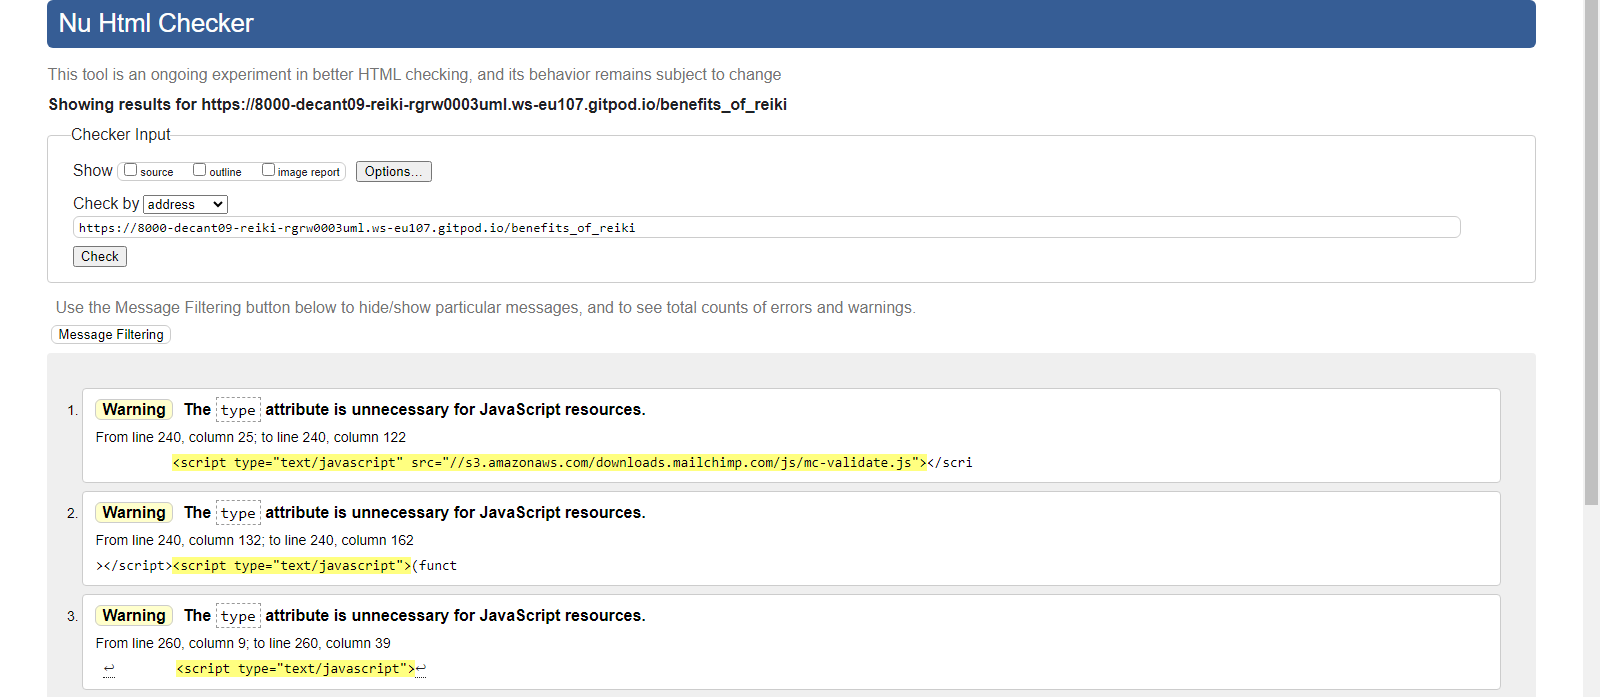 Nu Html Checker
This tool is an ongoing experiment in better HTML checking, and its behavior remains subject to change
Showing results for https://8000-decant09-reiki-rgrw0003uml.ws-eu107.gitpod.io/benefits_of_reiki
Checker Input
Show source outline image report Options...
Check by address
https://8000-decant09-reiki-rgrw0003uml.ws-eu107.gitpod.io/benefits_of_reiki
Check
Use the Message Filtering button below to hide/show particular messages, and to see total counts of errors and warnings.
Message Filtering
1. Warning The type attribute is unnecessary for JavaScript resources.
From line 240, column 25; to line 240, column 122
<script type="text/javascript" src="//s3.amazonaws.com/downloads.mailchimp.com/js/mc-validate.js"></scri
2. Warning The type attribute is unnecessary for JavaScript resources.
From line 240, column 132; to line 240, column 162
></script><script type="text/javascript">(funct
3. Warning The type attribute is unnecessary for JavaScript resources.
From line 260, column 9; to line 260, column 39
↩ <script type="text/javascript">↩